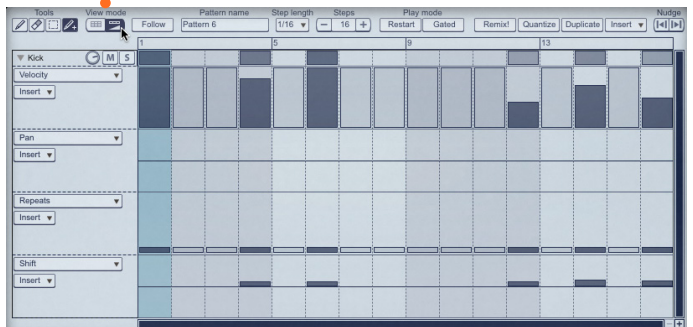 Tools View mode Pattern name Step length Steps Play mode Nudge
Follow Pattern 6 1/16 − 16 + Restart Gated Remix! Quantize Duplicate Insert
1 5 9 13
Kick M S
Velocity
Insert
Pan
Insert
Repeats
Insert
Shift
Insert